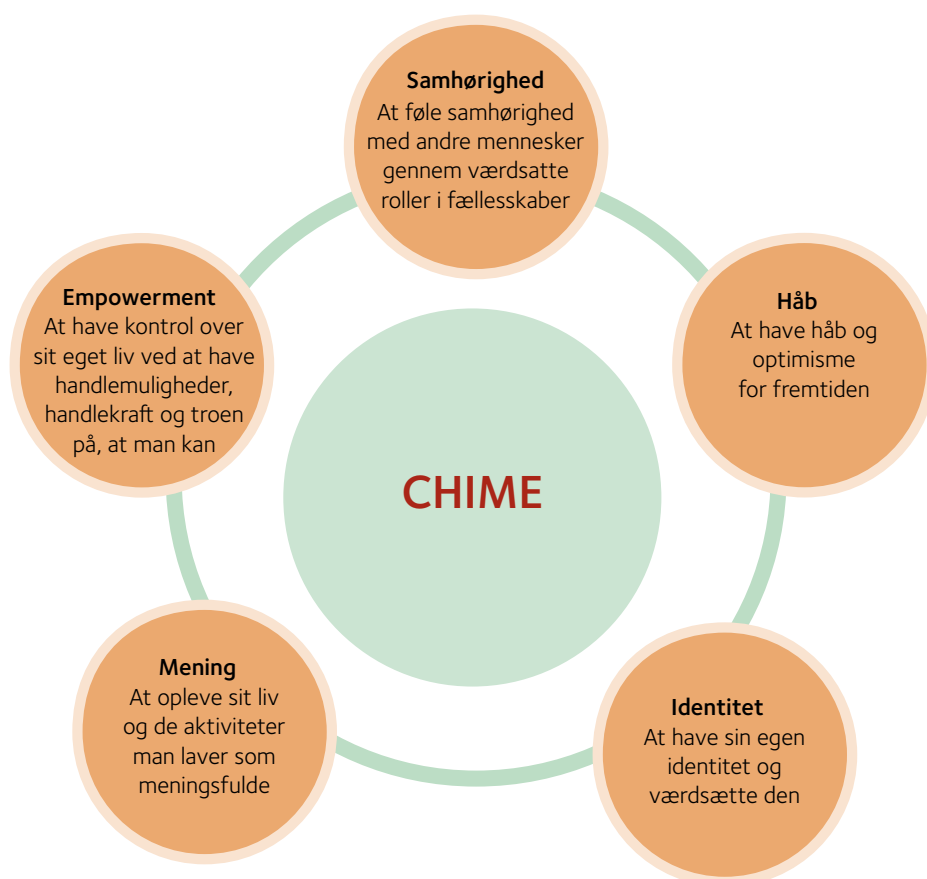 Samhørighed
At føle samhørighed
med andre mennesker
gennem værdsatte
roller i fællesskaber
Håb
At have håb og
optimisme
for fremtiden
Identitet
At have sin egen
identitet og
værdsætte den
Mening
At opleve sit liv
og de aktiviteter
man laver som
meningsfulde
Empowerment
At have kontrol over
sit eget liv ved at have
handlemuligheder,
handlekraft og troen
på, at man kan
CHIME